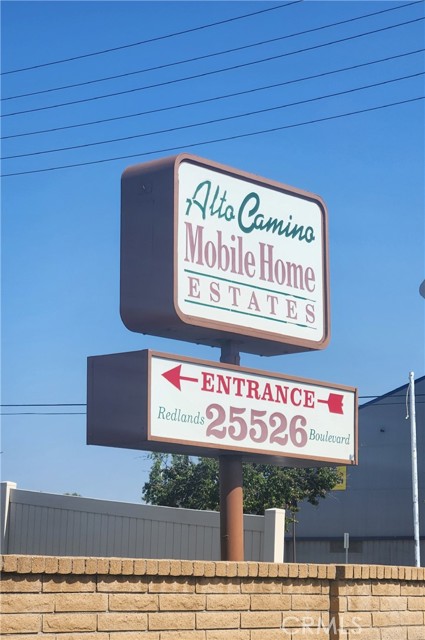 Alto Camino
Mobile Home
ESTATES
ENTRANCE
Redlands 25526 Boulevard
CRMLS